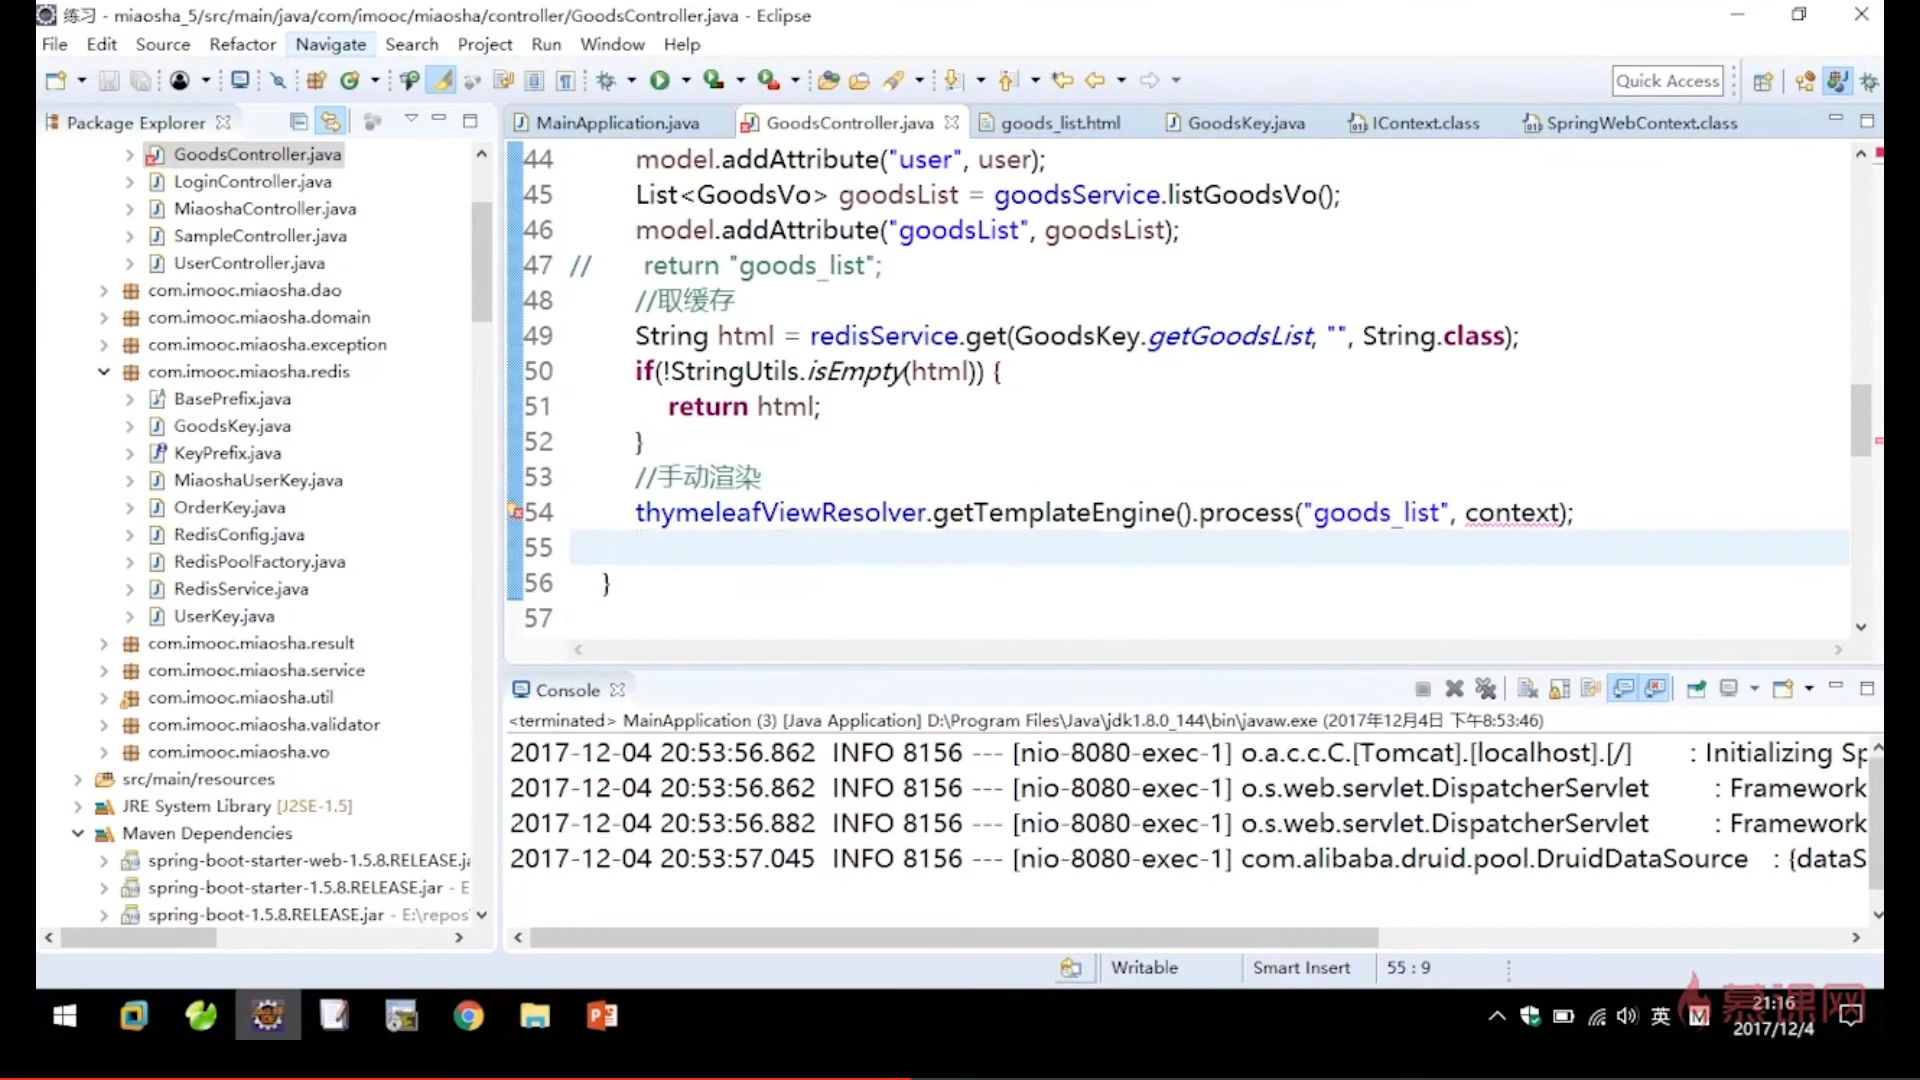 练习 - miaosha_5/src/main/java/com/imooc/miaosha/controller/GoodsController.java - Eclipse
File Edit Source Refactor Navigate Search Project Run Window Help
Quick Access
Package Explorer
GoodsController.java
LoginController.java
MiaoshaController.java
SampleController.java
UserController.java
com.imooc.miaosha.dao
com.imooc.miaosha.domain
com.imooc.miaosha.exception
com.imooc.miaosha.redis
BasePrefix.java
GoodsKey.java
KeyPrefix.java
MiaoshaUserKey.java
OrderKey.java
RedisConfig.java
RedisPoolFactory.java
RedisService.java
UserKey.java
com.imooc.miaosha.result
com.imooc.miaosha.service
com.imooc.miaosha.util
com.imooc.miaosha.validator
com.imooc.miaosha.vo
src/main/resources
JRE System Library [J2SE-1.5]
Maven Dependencies
spring-boot-starter-web-1.5.8.RELEASE.ja
spring-boot-starter-1.5.8.RELEASE.jar - E
spring-boot-1.5.8.RELEASE.jar - E:\repos
MainApplication.java GoodsController.java goods_list.html GoodsKey.java IContext.class SpringWebContext.class
44 model.addAttribute("user", user);
45 List<GoodsVo> goodsList = goodsService.listGoodsVo();
46 model.addAttribute("goodsList", goodsList);
47 // return "goods_list";
48 //取缓存
49 String html = redisService.get(GoodsKey.getGoodsList, "", String.class);
50 if(!StringUtils.isEmpty(html)) {
51 return html;
52 }
53 //手动渲染
54 thymeleafViewResolver.getTemplateEngine().process("goods_list", context);
55
56 }
57
Console
<terminated> MainApplication (3) [Java Application] D:\Program Files\Java\jdk1.8.0_144\bin\javaw.exe (2017年12月4日 下午8:53:46)
2017-12-04 20:53:56.862 INFO 8156 --- [nio-8080-exec-1] o.a.c.c.C.[Tomcat].[localhost].[/] : Initializing Sp
2017-12-04 20:53:56.862 INFO 8156 --- [nio-8080-exec-1] o.s.web.servlet.DispatcherServlet : Framework
2017-12-04 20:53:56.882 INFO 8156 --- [nio-8080-exec-1] o.s.web.servlet.DispatcherServlet : Framework
2017-12-04 20:53:57.045 INFO 8156 --- [nio-8080-exec-1] com.alibaba.druid.pool.DruidDataSource : {dataS
Writable Smart Insert 55 : 9
英 M 21:16
2017/12/4
慕课网